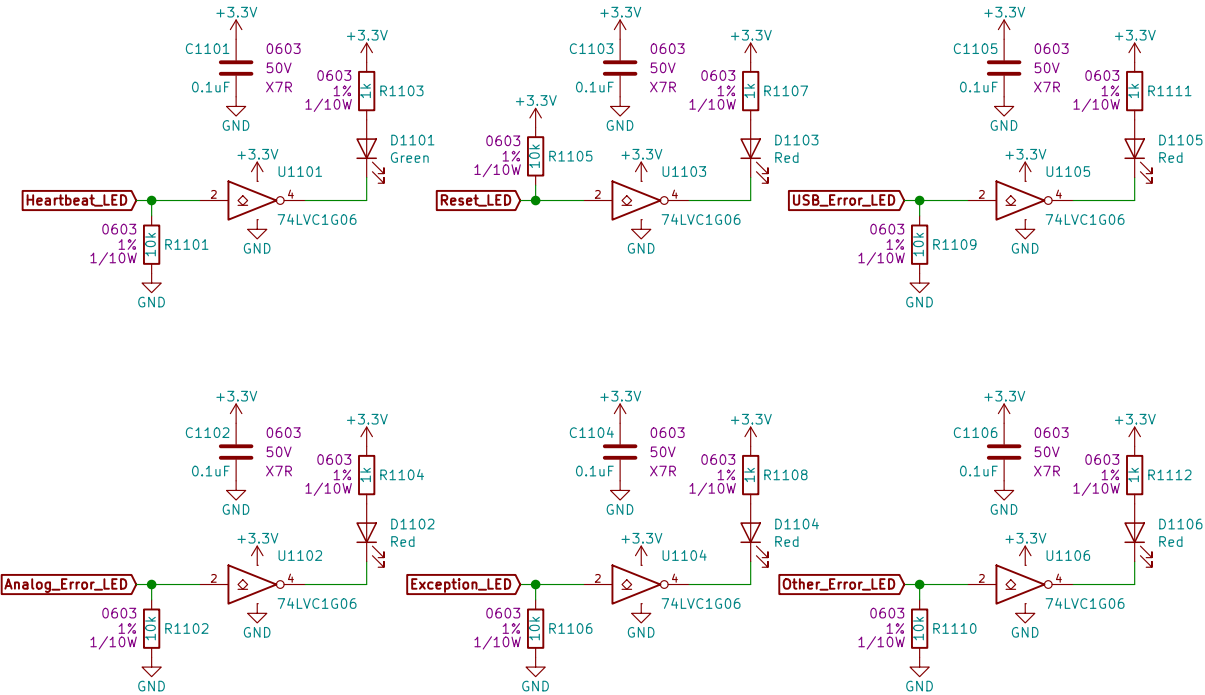 +3.3V
C1101
0603
50V
X7R
0.1uF
GND
+3.3V
0603
1%
1/10W
1k
R1103
D1101
Green
+3.3V
U1101
Heartbeat_LED
2
4
74LVC1G06
GND
0603
1%
1/10W
10k
R1101
GND
+3.3V
C1103
0603
50V
X7R
0.1uF
GND
+3.3V
0603
1%
1/10W
1k
R1107
D1103
Red
+3.3V
0603
1%
1/10W
10k
R1105
+3.3V
U1103
Reset_LED
2
4
74LVC1G06
GND
+3.3V
C1105
0603
50V
X7R
0.1uF
GND
+3.3V
0603
1%
1/10W
1k
R1111
D1105
Red
+3.3V
U1105
USB_Error_LED
2
4
74LVC1G06
GND
0603
1%
1/10W
10k
R1109
GND
+3.3V
C1102
0603
50V
X7R
0.1uF
GND
+3.3V
0603
1%
1/10W
1k
R1104
D1102
Red
+3.3V
U1102
Analog_Error_LED
2
4
74LVC1G06
GND
0603
1%
1/10W
10k
R1102
GND
+3.3V
C1104
0603
50V
X7R
0.1uF
GND
+3.3V
0603
1%
1/10W
1k
R1108
D1104
Red
+3.3V
U1104
Exception_LED
2
4
74LVC1G06
GND
0603
1%
1/10W
10k
R1106
GND
+3.3V
C1106
0603
50V
X7R
0.1uF
GND
+3.3V
0603
1%
1/10W
1k
R1112
D1106
Red
+3.3V
U1106
Other_Error_LED
2
4
74LVC1G06
GND
0603
1%
1/10W
10k
R1110
GND